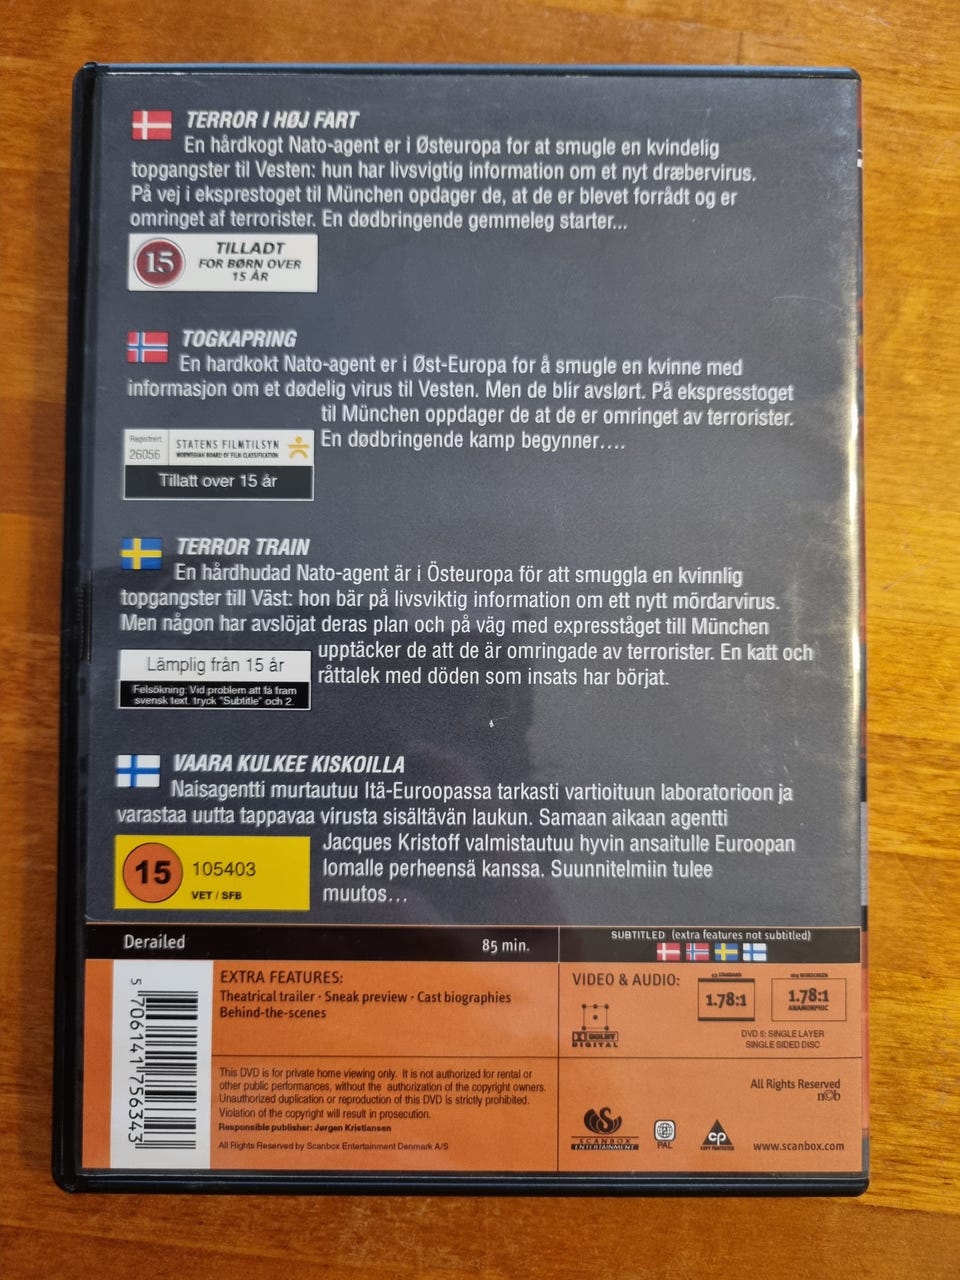 TERROR I HØJ FART
En hårdkogt Nato-agent er i Østeuropa for at smugle en kvindelig
topgangster til Vesten: hun har livsvigtig information om et nyt dræbervirus.
På vej i eksprestoget til München opdager de, at de er blevet forrådt og er
omringet af terrorister. En dødbringende gemmeleg starter...
15
TILLADT
FOR BØRN OVER
15 ÅR
TOGKAPRING
En hardkokt Nato-agent er i Øst-Europa for å smugle en kvinne med
informasjon om et dødelig virus til Vesten. Men de blir avslørt. På ekspresstoget
til München oppdager de at de er omringet av terrorister.
En dødbringende kamp begynner....
Registrert:
26056
STATENS FILMTILSYN
NORWEGIAN BOARD OF FILM CLASSIFICATION
Tillatt over 15 år
TERROR TRAIN
En hårdhudad Nato-agent är i Östeuropa för att smuggla en kvinnlig
topgangster till Väst: hon bär på livsviktig information om ett nytt mördarvirus.
Men någon har avslöjat deras plan och på väg med expresståget till München
upptäcker de att de är omringade av terrorister. En katt och
råttalek med döden som insats har börjat.
Lämplig från 15 år
Felsökning: Vid problem att få fram
svensk text. tryck "Subtitle" och 2.
VAARA KULKEE KISKOILLA
Naisagentti murtautuu Itä-Euroopassa tarkasti vartioituun laboratorioon ja
varastaa uutta tappavaa virusta sisältävän laukun. Samaan aikaan agentti
Jacques Kristoff valmistautuu hyvin ansaitulle Euroopan
lomalle perheensä kanssa. Suunnitelmiin tulee
muutos...
15
105403
VET / SFB
Derailed
85 min.
SUBTITLED (extra features not subtitled)
EXTRA FEATURES:
Theatrical trailer · Sneak preview · Cast biographies
Behind-the-scenes
VIDEO & AUDIO:
DOLBY
DIGITAL
4:3 STANDARD
1.78:1
16:9 WIDESCREEN
1.78:1
ANAMORPHIC
DVD 5: SINGLE LAYER
SINGLE SIDED DISC
5 706141 756343
This DVD is for private home viewing only. It is not authorized for rental or
other public performances, without the authorization of the copyright owners.
Unauthorized duplication or reproduction of this DVD is strictly prohibited.
Violation of the copyright will result in prosecution.
Responsible publisher: Jørgen Kristiansen
All Rights Reserved by Scanbox Entertainment Denmark A/S
All Rights Reserved
n©b
SCANBOX
ENTERTAINMENT
2
PAL
CP
COPY PROTECTED
www.scanbox.com